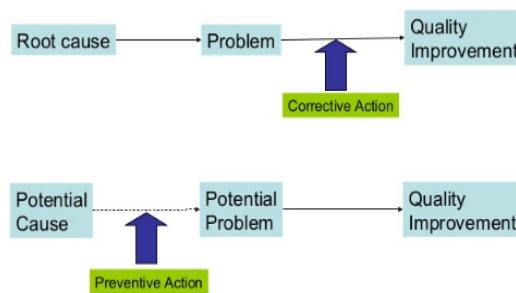 Root cause
Problem
Quality
Improvement
Corrective Action
Potential
Cause
Potential
Problem
Quality
Improvement
Preventive Action